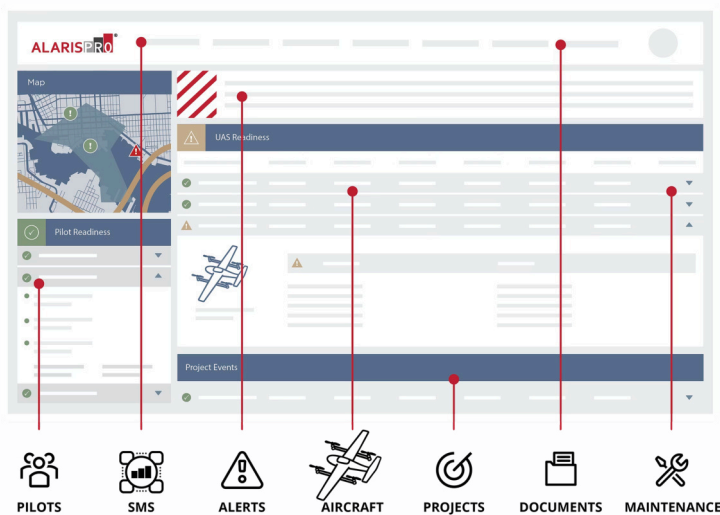 ALARISPRO
Map
UAS Readiness
Pilot Readiness
Project Events
PILOTS
SMS
ALERTS
AIRCRAFT
PROJECTS
DOCUMENTS
MAINTENANCE